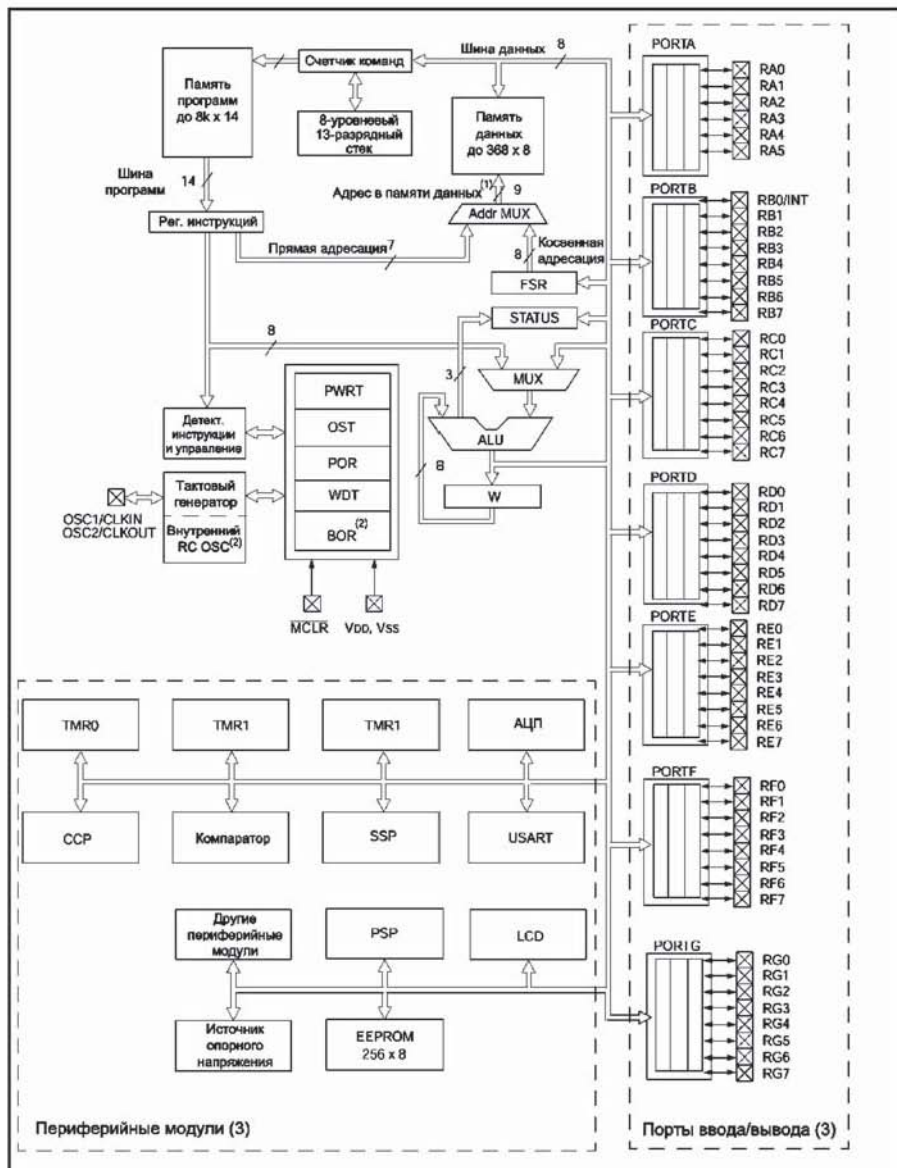 Шина данных
8
Счетчик команд
Память
программ
до 8k x 14
8-уровневый
13-разрядный
стек
Память
данных
до 368 x 8
Шина
программ
14
Адрес в памяти данных
(1)
9
Рег. инструкций
Addr MUX
Прямая адресация
7
8
Косвенная
адресация
FSR
STATUS
8
3
MUX
ALU
8
W
Детект.
инструкции
и управление
PWRT
OST
POR
WDT
BOR(2)
Тактовый
генератор
Внутренний
RC OSC(2)
OSC1/CLKIN
OSC2/CLKOUT
MCLR
VDD, VSS
TMR0
TMR1
TMR1
АЦП
CCP
Компаратор
SSP
USART
Другие
периферийные
модули
PSP
LCD
Источник
опорного
напряжения
EEPROM
256 x 8
Периферийные модули (3)
PORTA
RA0
RA1
RA2
RA3
RA4
RA5
PORTB
RB0/INT
RB1
RB2
RB3
RB4
RB5
RB6
RB7
PORTC
RC0
RC1
RC2
RC3
RC4
RC5
RC6
RC7
PORTD
RD0
RD1
RD2
RD3
RD4
RD5
RD6
RD7
PORTE
RE0
RE1
RE2
RE3
RE4
RE5
RE6
RE7
PORTF
RF0
RF1
RF2
RF3
RF4
RF5
RF6
RF7
PORTG
RG0
RG1
RG2
RG3
RG4
RG5
RG6
RG7
Порты ввода/вывода (3)